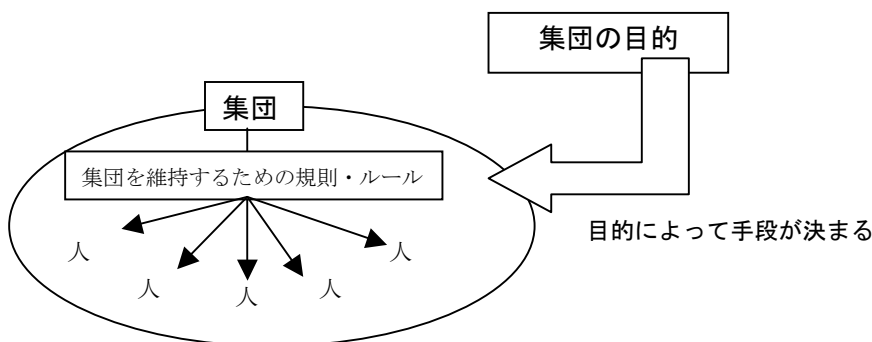 集団の目的
集団
集団を維持するための規則・ルール
目的によって手段が決まる
人
人
人
人
人